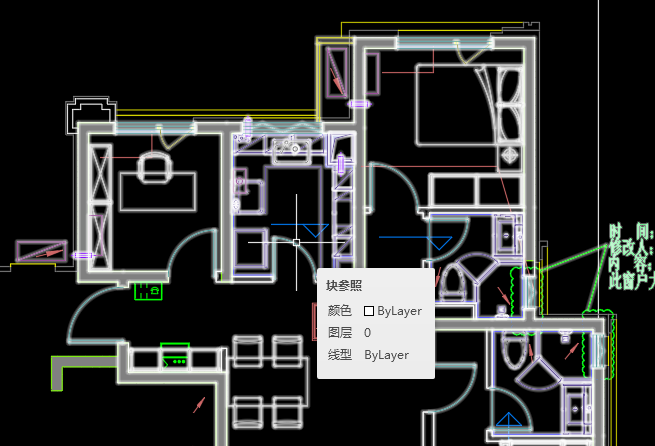 时 间:
修改人:
内 容:
此窗户大
块参照
颜色 ByLayer
图层 0
线型 ByLayer